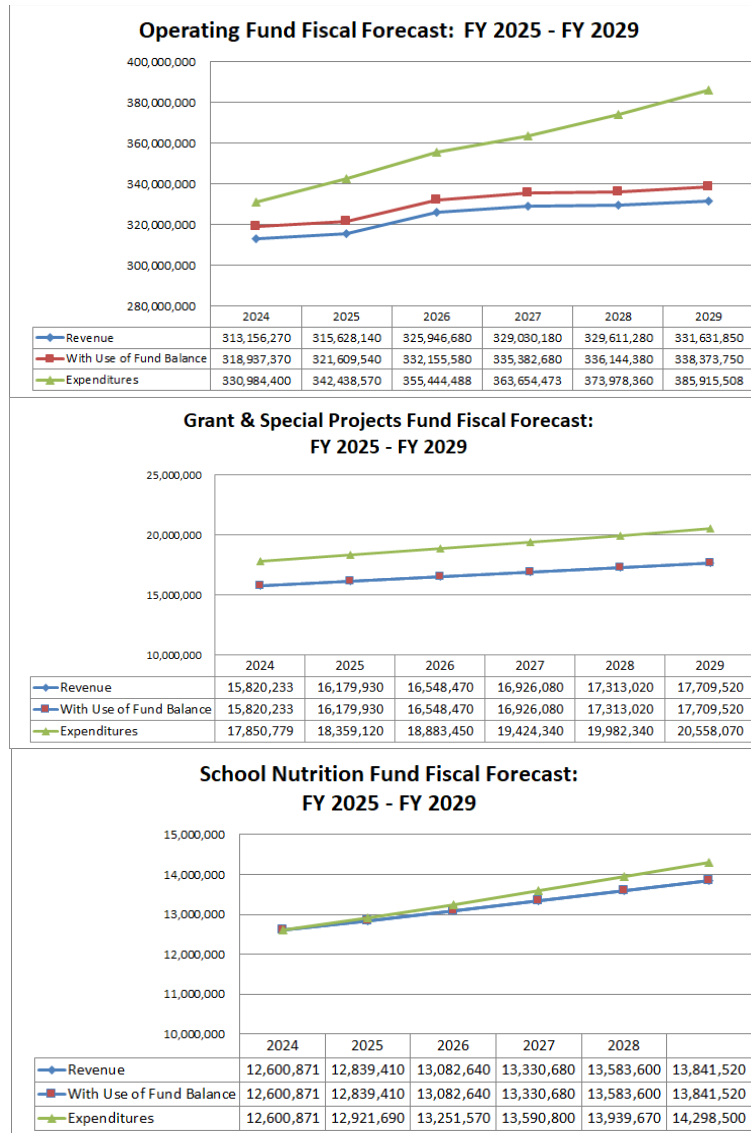 Operating Fund Fiscal Forecast: FY 2025 - FY 2029
400,000,000
380,000,000
360,000,000
340,000,000
320,000,000
300,000,000
280,000,000
2024 2025 2026 2027 2028 2029
Revenue 313,156,270 315,628,140 325,946,680 329,030,180 329,611,280 331,631,850
With Use of Fund Balance 318,937,370 321,609,540 332,155,580 335,382,680 336,144,380 338,373,750
Expenditures 330,984,400 342,438,570 355,444,488 363,654,473 373,978,360 385,915,508
Grant & Special Projects Fund Fiscal Forecast:
FY 2025 - FY 2029
25,000,000
20,000,000
15,000,000
10,000,000
2024 2025 2026 2027 2028 2029
Revenue 15,820,233 16,179,930 16,548,470 16,926,080 17,313,020 17,709,520
With Use of Fund Balance 15,820,233 16,179,930 16,548,470 16,926,080 17,313,020 17,709,520
Expenditures 17,850,779 18,359,120 18,883,450 19,424,340 19,982,340 20,558,070
School Nutrition Fund Fiscal Forecast:
FY 2025 - FY 2029
15,000,000
14,000,000
13,000,000
12,000,000
11,000,000
10,000,000
2024 2025 2026 2027 2028
Revenue 12,600,871 12,839,410 13,082,640 13,330,680 13,583,600 13,841,520
With Use of Fund Balance 12,600,871 12,839,410 13,082,640 13,330,680 13,583,600 13,841,520
Expenditures 12,600,871 12,921,690 13,251,570 13,590,800 13,939,670 14,298,500